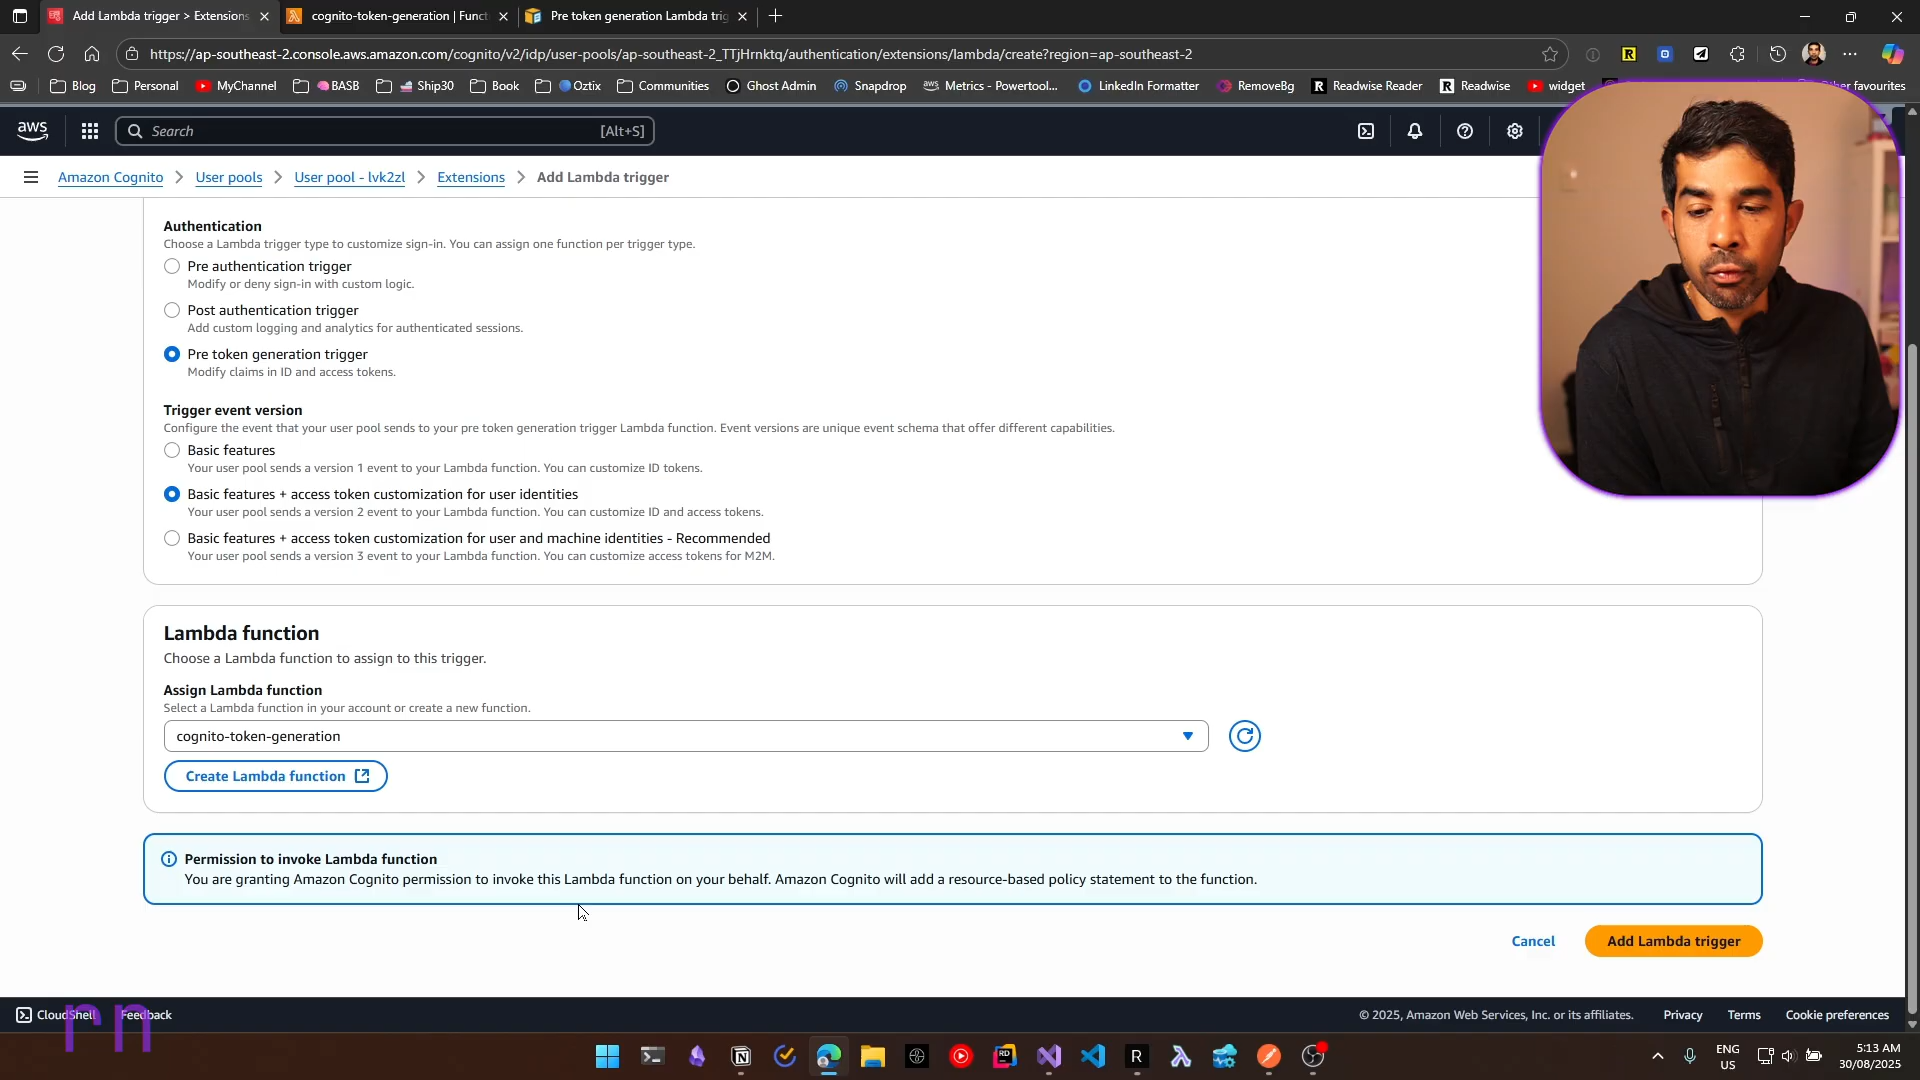 Add Lambda trigger > Extensions
cognito-token-generation | Funct
Pre token generation Lambda trig
https://ap-southeast-2.console.aws.amazon.com/cognito/v2/idp/user-pools/ap-southeast-2_TTjHrnktq/authentication/extensions/lambda/create?region=ap-southeast-2
Blog
Personal
MyChannel
BASB
Ship30
Book
Oztix
Communities
Ghost Admin
Snapdrop
aws Metrics - Powertool...
LinkedIn Formatter
RemoveBg
R Readwise Reader
R Readwise
widget
her favourites
aws
Search
[Alt+S]
Amazon Cognito > User pools > User pool - lvk2zl > Extensions > Add Lambda trigger
Authentication
Choose a Lambda trigger type to customize sign-in. You can assign one function per trigger type.
Pre authentication trigger
Modify or deny sign-in with custom logic.
Post authentication trigger
Add custom logging and analytics for authenticated sessions.
Pre token generation trigger
Modify claims in ID and access tokens.
Trigger event version
Configure the event that your user pool sends to your pre token generation trigger Lambda function. Event versions are unique event schema that offer different capabilities.
Basic features
Your user pool sends a version 1 event to your Lambda function. You can customize ID tokens.
Basic features + access token customization for user identities
Your user pool sends a version 2 event to your Lambda function. You can customize ID and access tokens.
Basic features + access token customization for user and machine identities - Recommended
Your user pool sends a version 3 event to your Lambda function. You can customize access tokens for M2M.
Lambda function
Choose a Lambda function to assign to this trigger.
Assign Lambda function
Select a Lambda function in your account or create a new function.
cognito-token-generation
Create Lambda function
Permission to invoke Lambda function
You are granting Amazon Cognito permission to invoke this Lambda function on your behalf. Amazon Cognito will add a resource-based policy statement to the function.
Cancel
Add Lambda trigger
CloudShell
Feedback
© 2025, Amazon Web Services, Inc. or its affiliates.
Privacy
Terms
Cookie preferences
rn
ENG
US
5:13 AM
30/08/2025